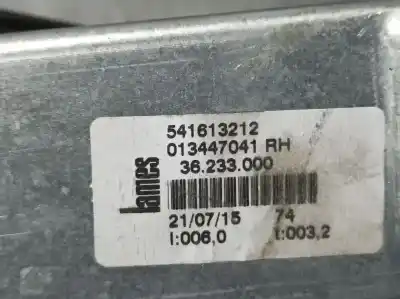 lames
541613212
013447041 RH
36.233.000
21/07/15 74
I:006,0 t:003,2